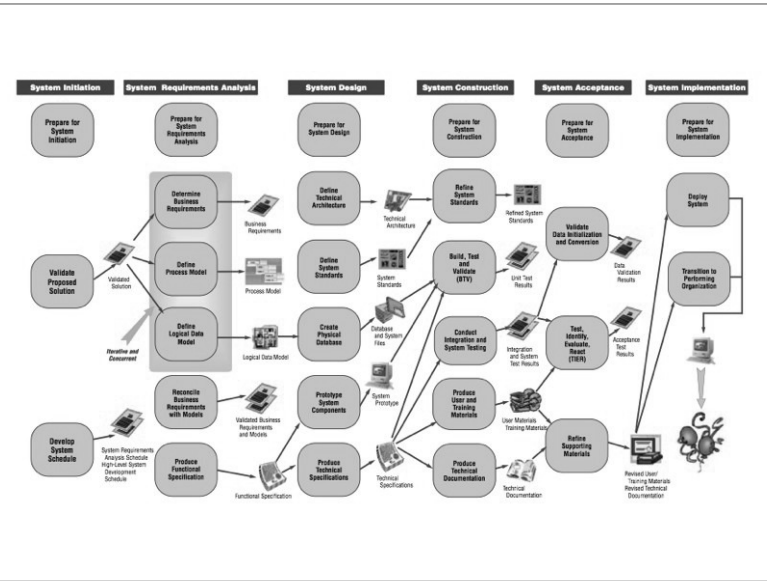 System Initiation
System Requirements Analysis
System Design
System Construction
System Acceptance
System Implementation
Prepare for
System
Initiation
Prepare for
System
Requirements
Analysis
Prepare for
System Design
Prepare for
System
Construction
Prepare for
System
Acceptance
Prepare for
System
Implementation
Validate
Proposed
Solution
Validated
Solution
Develop
System
Schedule
System Requirements
Analysis Schedule
High-Level System
Development
Schedule
Determine
Business
Requirements
Business
Requirements
Define
Process Model
Process Model
Define
Logical Data
Model
Logical Data Model
Iterative and
Concurrent
Reconcile
Business
Requirements
with Models
Validated Business
Requirements
and Models
Produce
Functional
Specification
Functional Specification
Define
Technical
Architecture
Technical
Architecture
Define
System
Standards
System
Standards
Create
Physical
Database
Database
and System
Files
Prototype
System
Components
System
Prototype
Produce
Technical
Specifications
Technical
Specifications
Refine
System
Standards
Refined System
Standards
Build, Test
and
Validate
(BTV)
Unit Test
Results
Conduct
Integration and
System Testing
Integration
and System
Test Results
Produce
User and
Training
Materials
User Materials
Training Materials
Produce
Technical
Documentation
Technical
Documentation
Validate
Data Initialization
and Conversion
Data
Validation
Results
Test,
Identify,
Evaluate,
React
(TIER)
Acceptance
Test
Results
Refine
Supporting
Materials
Revised User/
Training Materials
Revised Technical
Documentation
Deploy
System
Transition to
Performing
Organization